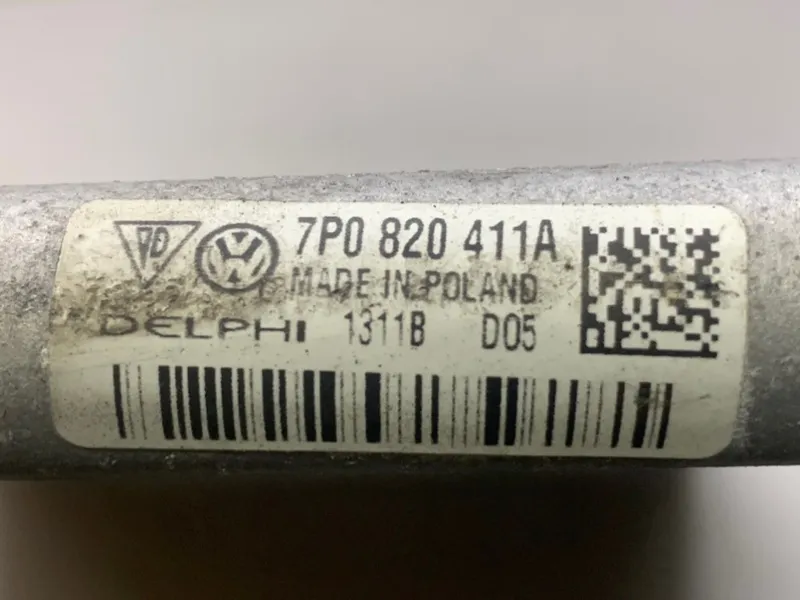 7P0 820 411A
MADE IN POLAND
DELPHI 1311B D05